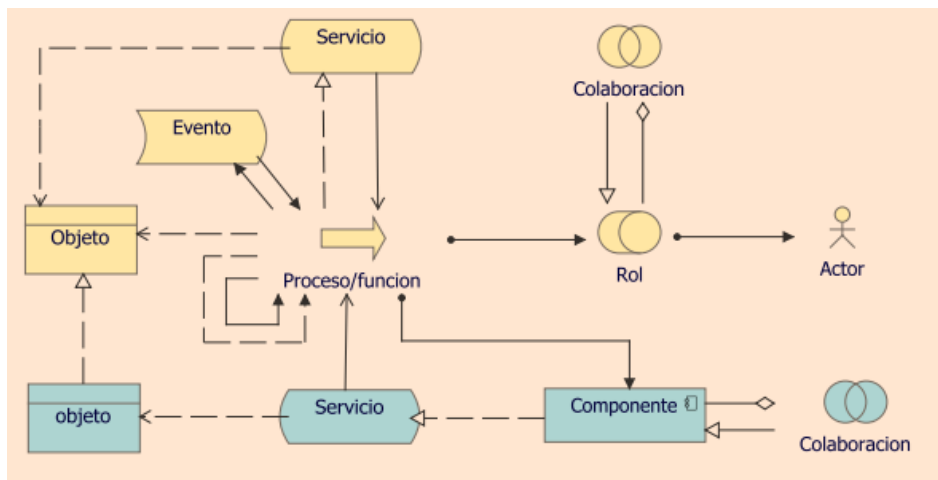 Servicio
Colaboracion
Evento
Objeto
Proceso/funcion
Rol
Actor
objeto
Servicio
Componente
Colaboracion